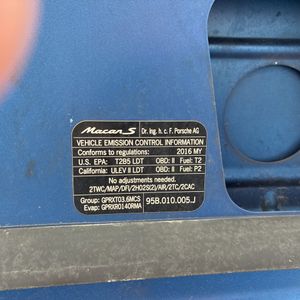 Macan S Dr. Ing. h. c. F. Porsche AG
VEHICLE EMISSION CONTROL INFORMATION
Conforms to regulations: 2016 MY
U.S. EPA: T2B5 LDT OBD: II Fuel: T2
California: ULEV II LDT OBD: II Fuel: P2
No adjustments needed.
2TWC/MAP/DFI/2HO2S(2)/AIR/2TC/2CAC
Group: GPRXT03.6MCS
Evap: GPRXR0140RMA 95B.010.005.J